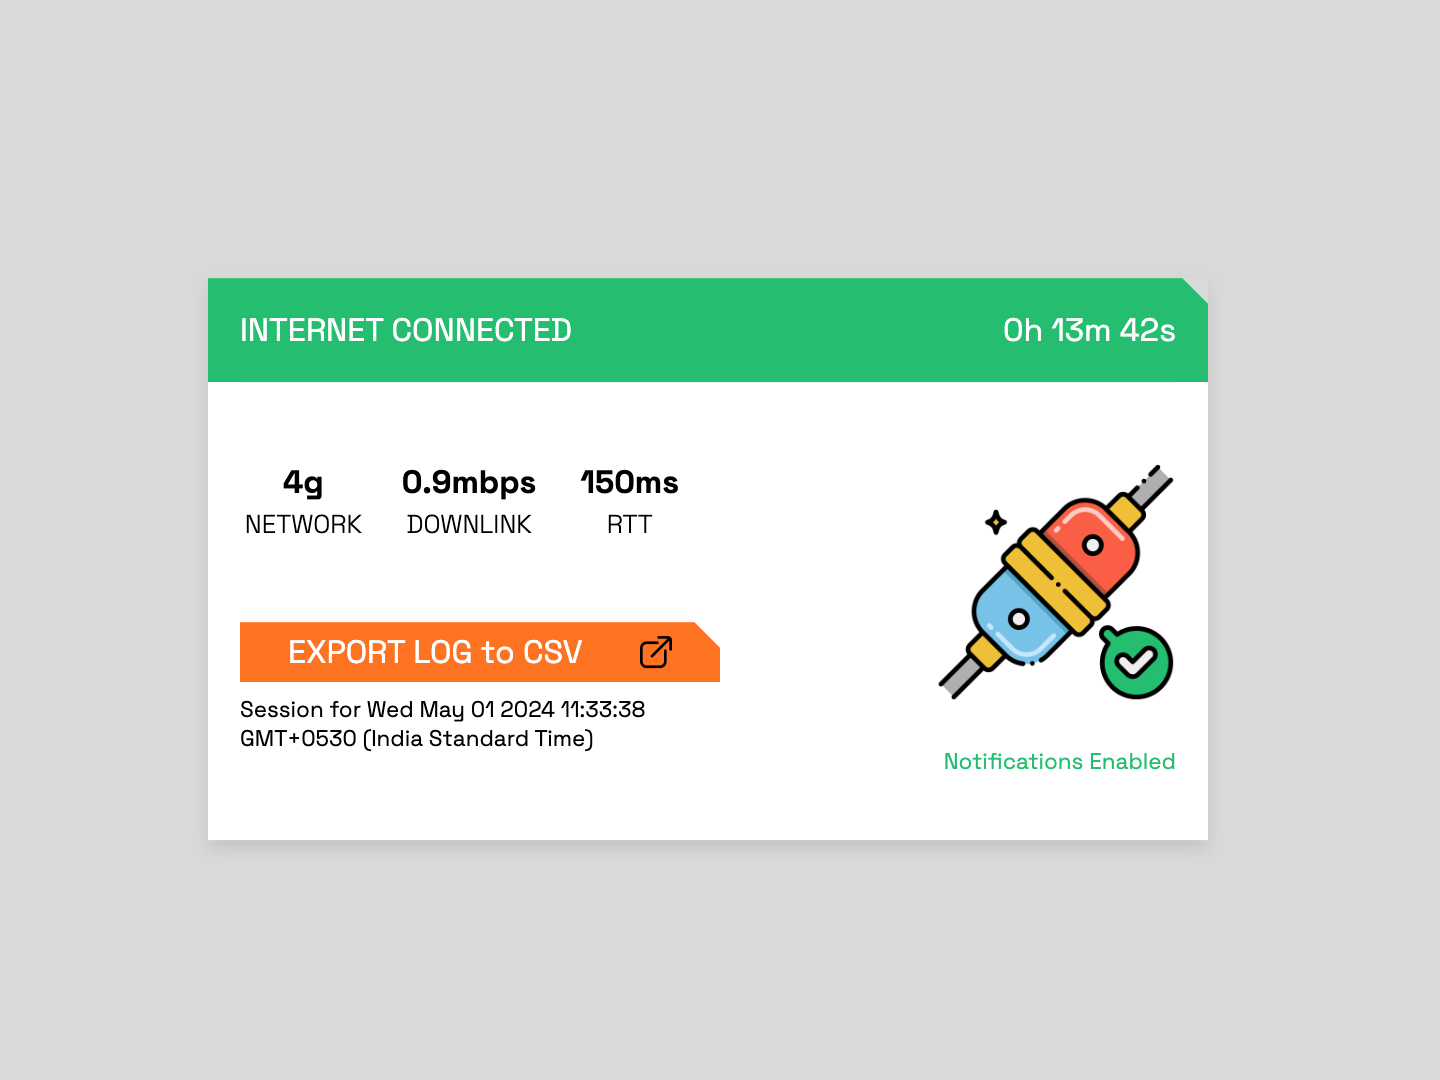 INTERNET CONNECTED
0h 13m 42s
4g
0.9mbps
150ms
NETWORK
DOWNLINK
RTT
EXPORT LOG to CSV
Session for Wed May 01 2024 11:33:38
GMT+0530 (India Standard Time)
Notifications Enabled